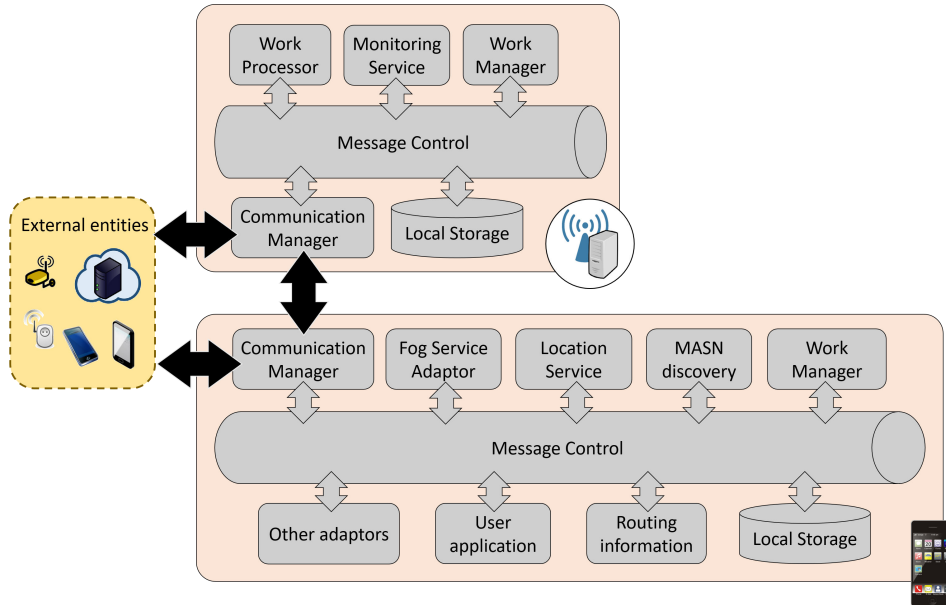 Work
Processor
Monitoring
Service
Work
Manager
Message Control
Communication
Manager
Local Storage
External entities
Communication
Manager
Fog Service
Adaptor
Location
Service
MASN
discovery
Work
Manager
Message Control
Other adaptors
User
application
Routing
information
Local Storage